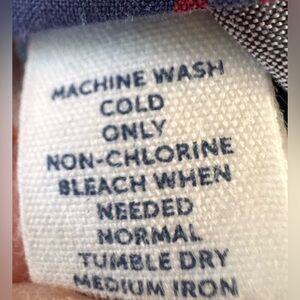 MACHINE WASH
COLD
ONLY
NON-CHLORINE
BLEACH WHEN
NEEDED
NORMAL
TUMBLE DRY
MEDIUM IRON